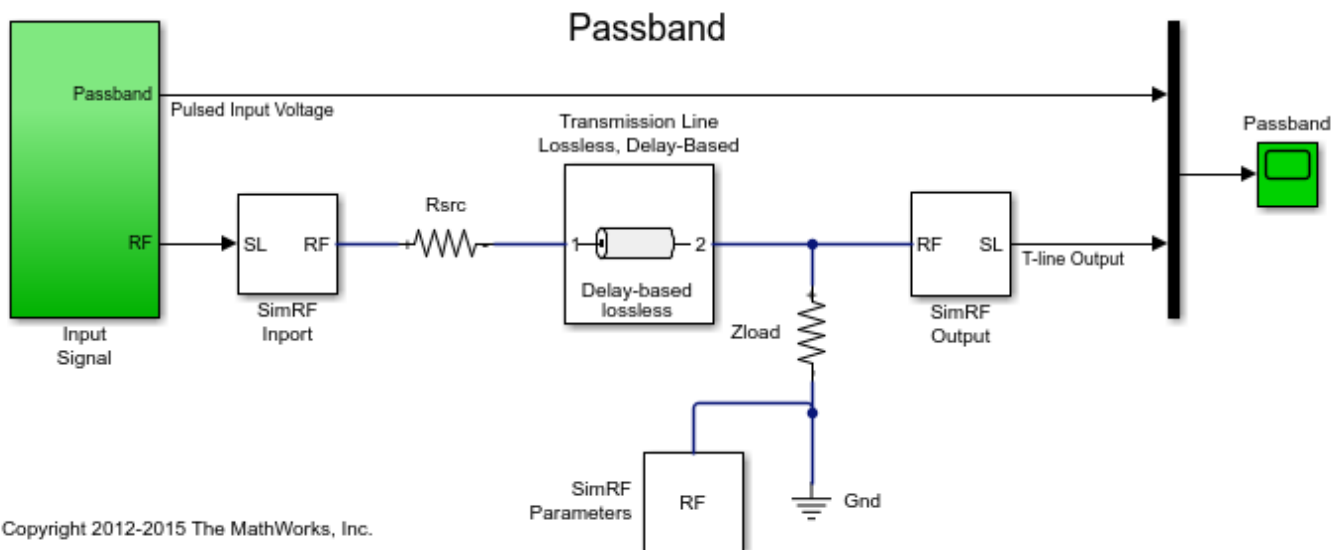 Passband
Passband
Pulsed Input Voltage
Transmission Line
Lossless, Delay-Based
Passband
Rsrc
RF
SL
RF
1
2
RF
SL
T-line Output
Delay-based
lossless
SimRF
Inport
SimRF
Output
Input
Signal
Zload
SimRF
Parameters
RF
Gnd
Copyright 2012-2015 The MathWorks, Inc.